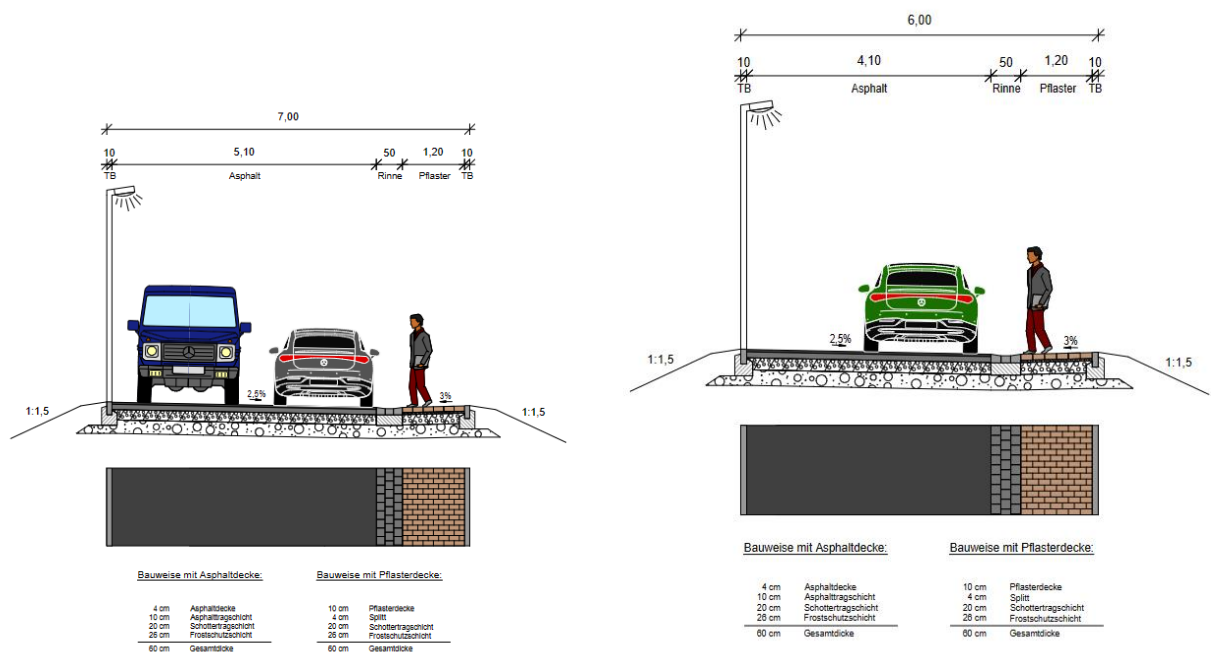 7,00
10 5,10 50 1,20 10
TB Asphalt Rinne Pflaster TB
2,5% 3%
1:1,5 1:1,5
Bauweise mit Asphaltdecke:
4 cm Asphaltdecke
10 cm Asphalttragschicht
20 cm Schottertragschicht
26 cm Frostschutzschicht
60 cm Gesamtdicke
Bauweise mit Pflasterdecke:
10 cm Pflasterdecke
4 cm Splitt
20 cm Schottertragschicht
26 cm Frostschutzschicht
60 cm Gesamtdicke
6,00
10 4,10 50 1,20 10
TB Asphalt Rinne Pflaster TB
2,5% 3%
1:1,5 1:1,5
Bauweise mit Asphaltdecke:
4 cm Asphaltdecke
10 cm Asphalttragschicht
20 cm Schottertragschicht
26 cm Frostschutzschicht
60 cm Gesamtdicke
Bauweise mit Pflasterdecke:
10 cm Pflasterdecke
4 cm Splitt
20 cm Schottertragschicht
26 cm Frostschutzschicht
60 cm Gesamtdicke